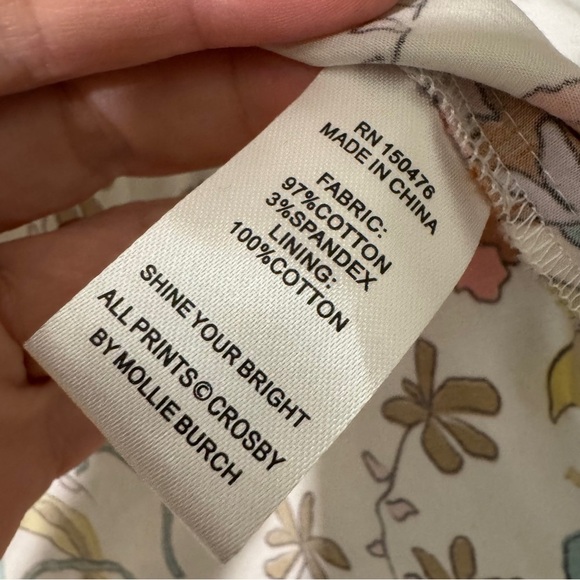 RN 150476
MADE IN CHINA
FABRIC:
97%COTTON
3%SPANDEX
LINING:
100%COTTON
SHINE YOUR BRIGHT
ALL PRINTS © CROSBY
BY MOLLIE BURCH